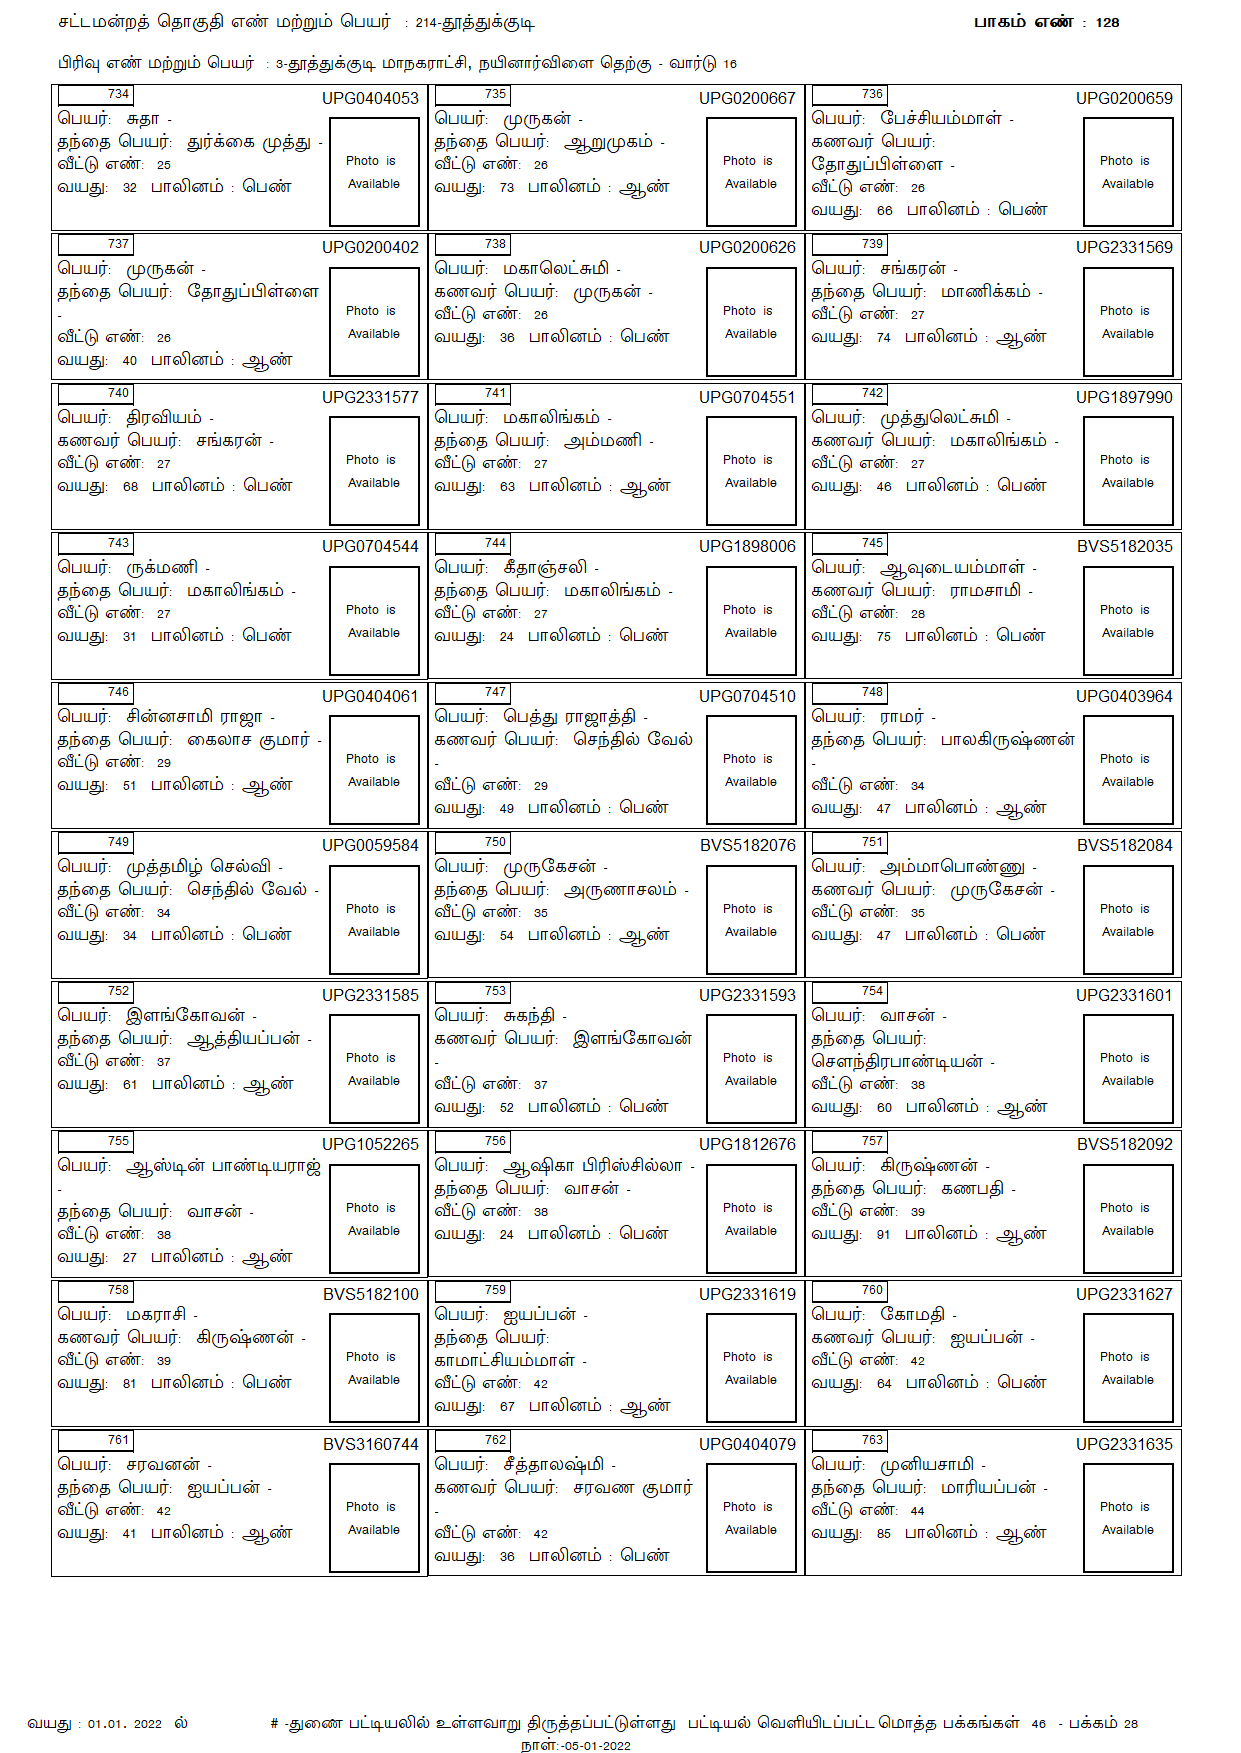 சட்டமன்றத் தொகுதி எண் மற்றும் பெயர் : 214-தூத்துக்குடி பாகம் எண் : 128
பிரிவு எண் மற்றும் பெயர் : 3-தூத்துக்குடி மாநகராட்சி, நயினார்விளை தெற்கு - வார்டு 16
734 UPG0404053
பெயர்: சுதா -
தந்தை பெயர்: துர்க்கை முத்து -
வீட்டு எண்: 25
வயது: 32 பாலினம் : பெண்
Photo is
Available
735 UPG0200667
பெயர்: முருகன் -
தந்தை பெயர்: ஆறுமுகம் -
வீட்டு எண்: 26
வயது: 73 பாலினம் : ஆண்
Photo is
Available
736 UPG0200659
பெயர்: பேச்சியம்மாள் -
கணவர் பெயர்:
தோதுப்பிள்ளை -
வீட்டு எண்: 26
வயது: 66 பாலினம் : பெண்
Photo is
Available
737 UPG0200402
பெயர்: முருகன் -
தந்தை பெயர்: தோதுப்பிள்ளை
-
வீட்டு எண்: 26
வயது: 40 பாலினம் : ஆண்
Photo is
Available
738 UPG0200626
பெயர்: மகாலெட்சுமி -
கணவர் பெயர்: முருகன் -
வீட்டு எண்: 26
வயது: 36 பாலினம் : பெண்
Photo is
Available
739 UPG2331569
பெயர்: சங்கரன் -
தந்தை பெயர்: மாணிக்கம் -
வீட்டு எண்: 27
வயது: 74 பாலினம் : ஆண்
Photo is
Available
740 UPG2331577
பெயர்: திரவியம் -
கணவர் பெயர்: சங்கரன் -
வீட்டு எண்: 27
வயது: 68 பாலினம் : பெண்
Photo is
Available
741 UPG0704551
பெயர்: மகாலிங்கம் -
தந்தை பெயர்: அம்மணி -
வீட்டு எண்: 27
வயது: 63 பாலினம் : ஆண்
Photo is
Available
742 UPG1897990
பெயர்: முத்துலெட்சுமி -
கணவர் பெயர்: மகாலிங்கம் -
வீட்டு எண்: 27
வயது: 46 பாலினம் : பெண்
Photo is
Available
743 UPG0704544
பெயர்: ருக்மணி -
தந்தை பெயர்: மகாலிங்கம் -
வீட்டு எண்: 27
வயது: 31 பாலினம் : பெண்
Photo is
Available
744 UPG1898006
பெயர்: கீதாஞ்சலி -
தந்தை பெயர்: மகாலிங்கம் -
வீட்டு எண்: 27
வயது: 24 பாலினம் : பெண்
Photo is
Available
745 BVS5182035
பெயர்: ஆவுடையம்மாள் -
கணவர் பெயர்: ராமசாமி -
வீட்டு எண்: 28
வயது: 75 பாலினம் : பெண்
Photo is
Available
746 UPG0404061
பெயர்: சின்னசாமி ராஜா -
தந்தை பெயர்: கைலாச குமார் -
வீட்டு எண்: 29
வயது: 51 பாலினம் : ஆண்
Photo is
Available
747 UPG0704510
பெயர்: பெத்து ராஜாத்தி -
கணவர் பெயர்: செந்தில் வேல்
-
வீட்டு எண்: 29
வயது: 49 பாலினம் : பெண்
Photo is
Available
748 UPG0403964
பெயர்: ராமர் -
தந்தை பெயர்: பாலகிருஷ்ணன்
-
வீட்டு எண்: 34
வயது: 47 பாலினம் : ஆண்
Photo is
Available
749 UPG0059584
பெயர்: முத்தமிழ் செல்வி -
தந்தை பெயர்: செந்தில் வேல் -
வீட்டு எண்: 34
வயது: 34 பாலினம் : பெண்
Photo is
Available
750 BVS5182076
பெயர்: முருகேசன் -
தந்தை பெயர்: அருணாசலம் -
வீட்டு எண்: 35
வயது: 54 பாலினம் : ஆண்
Photo is
Available
751 BVS5182084
பெயர்: அம்மாபொண்ணு -
கணவர் பெயர்: முருகேசன் -
வீட்டு எண்: 35
வயது: 47 பாலினம் : பெண்
Photo is
Available
752 UPG2331585
பெயர்: இளங்கோவன் -
தந்தை பெயர்: ஆத்தியப்பன் -
வீட்டு எண்: 37
வயது: 61 பாலினம் : ஆண்
Photo is
Available
753 UPG2331593
பெயர்: சுகந்தி -
கணவர் பெயர்: இளங்கோவன்
-
வீட்டு எண்: 37
வயது: 52 பாலினம் : பெண்
Photo is
Available
754 UPG2331601
பெயர்: வாசன் -
தந்தை பெயர்:
சௌந்திரபாண்டியன் -
வீட்டு எண்: 38
வயது: 60 பாலினம் : ஆண்
Photo is
Available
755 UPG1052265
பெயர்: ஆஸ்டின் பாண்டியராஜ்
-
தந்தை பெயர்: வாசன் -
வீட்டு எண்: 38
வயது: 27 பாலினம் : ஆண்
Photo is
Available
756 UPG1812676
பெயர்: ஆஷிகா பிரிஸ்சில்லா -
தந்தை பெயர்: வாசன் -
வீட்டு எண்: 38
வயது: 24 பாலினம் : பெண்
Photo is
Available
757 BVS5182092
பெயர்: கிருஷ்ணன் -
தந்தை பெயர்: கணபதி -
வீட்டு எண்: 39
வயது: 91 பாலினம் : ஆண்
Photo is
Available
758 BVS5182100
பெயர்: மகராசி -
கணவர் பெயர்: கிருஷ்ணன் -
வீட்டு எண்: 39
வயது: 81 பாலினம் : பெண்
Photo is
Available
759 UPG2331619
பெயர்: ஐயப்பன் -
தந்தை பெயர்:
காமாட்சியம்மாள் -
வீட்டு எண்: 42
வயது: 67 பாலினம் : ஆண்
Photo is
Available
760 UPG2331627
பெயர்: கோமதி -
கணவர் பெயர்: ஐயப்பன் -
வீட்டு எண்: 42
வயது: 64 பாலினம் : பெண்
Photo is
Available
761 BVS3160744
பெயர்: சரவனன் -
தந்தை பெயர்: ஐயப்பன் -
வீட்டு எண்: 42
வயது: 41 பாலினம் : ஆண்
Photo is
Available
762 UPG0404079
பெயர்: சீத்தாலஷ்மி -
கணவர் பெயர்: சரவண குமார்
-
வீட்டு எண்: 42
வயது: 36 பாலினம் : பெண்
Photo is
Available
763 UPG2331635
பெயர்: முனியசாமி -
தந்தை பெயர்: மாரியப்பன் -
வீட்டு எண்: 44
வயது: 85 பாலினம் : ஆண்
Photo is
Available
வயது : 01.01. 2022 ல் # -துணை பட்டியலில் உள்ளவாறு திருத்தப்பட்டுள்ளது பட்டியல் வெளியிடப்பட்ட மொத்த பக்கங்கள் 46 - பக்கம் 28
நாள்:-05-01-2022